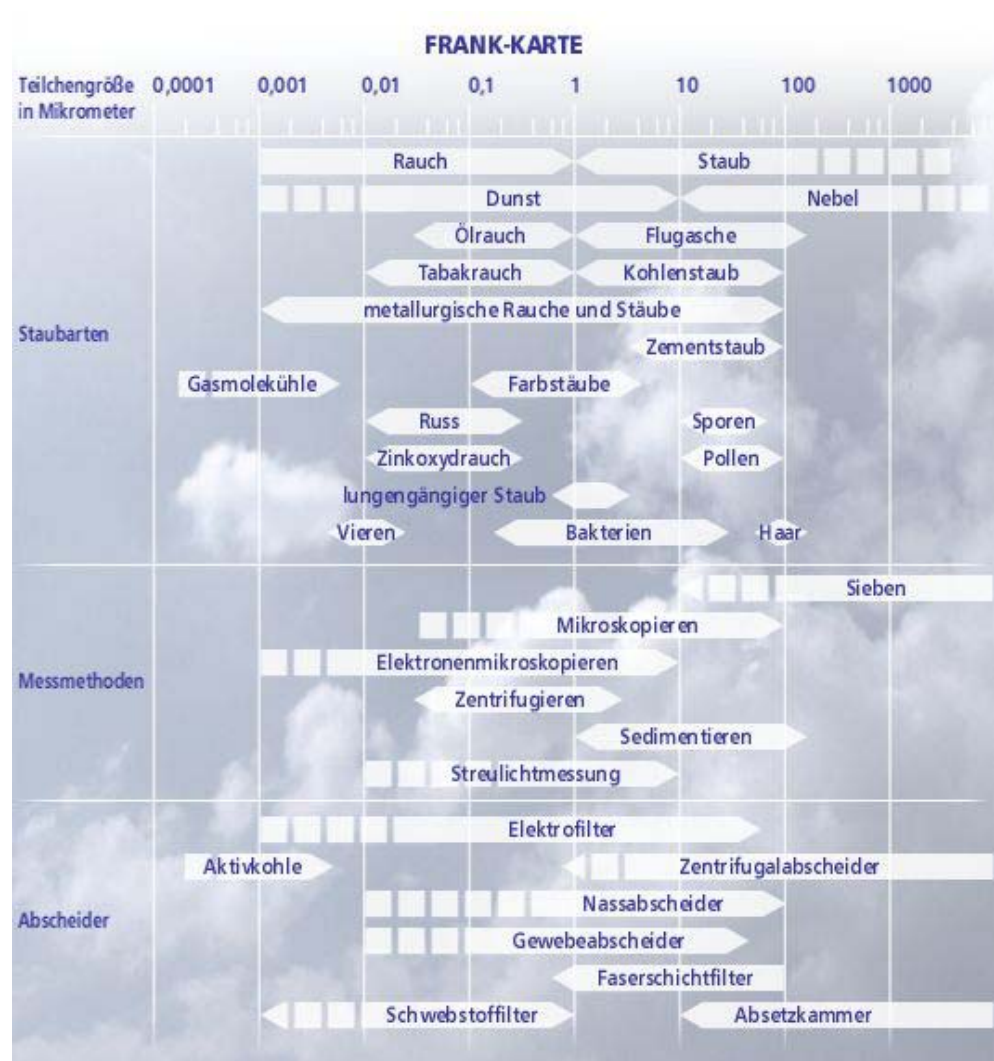 FRANK-KARTE
Teilchengröße 0,0001 0,001 0,01 0,1 1 10 100 1000
in Mikrometer
Rauch Staub
Dunst Nebel
Ölrauch Flugasche
Tabakrauch Kohlenstaub
metallurgische Rauche und Stäube
Staubarten
Zementstaub
Gasmolekühle Farbstäube
Russ Sporen
Zinkoxydrauch Pollen
lungengängiger Staub
Vieren Bakterien Haar
Sieben
Mikroskopieren
Elektronenmikroskopieren
Messmethoden
Zentrifugieren
Sedimentieren
Streulichtmessung
Elektrofilter
Aktivkohle Zentrifugalabscheider
Nassabscheider
Abscheider
Gewebeabscheider
Faserschichtfilter
Schwebstoffilter Absetzkammer